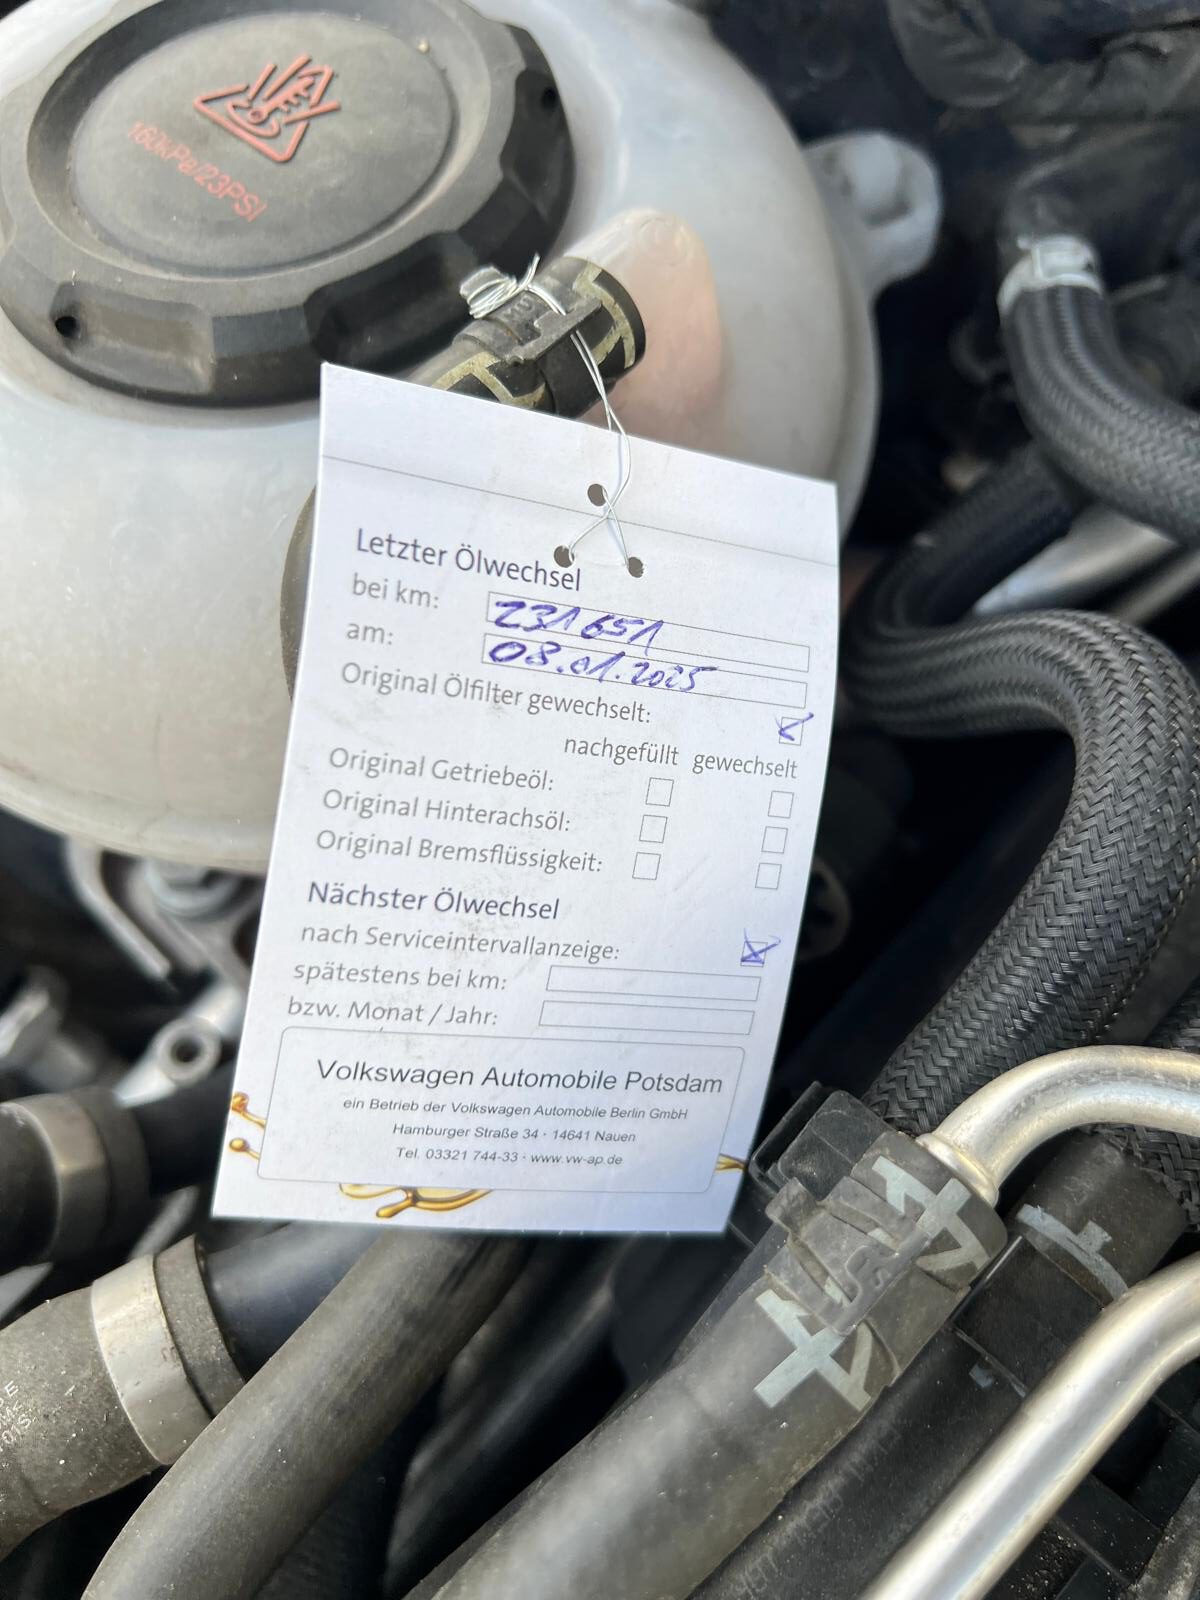 160kPa/23PSI
Letzter Ölwechsel
bei km: 231651
am: 08.01.2025
Original Ölfilter gewechselt:
nachgefüllt gewechselt
Original Getriebeöl:
Original Hinterachsöl:
Original Bremsflüssigkeit:
Nächster Ölwechsel
nach Serviceintervallanzeige:
spätestens bei km:
bzw. Monat / Jahr:
Volkswagen Automobile Potsdam
ein Betrieb der Volkswagen Automobile Berlin GmbH
Hamburger Straße 34 · 14641 Nauen
Tel. 03321 744-33 · www.vw-ap.de